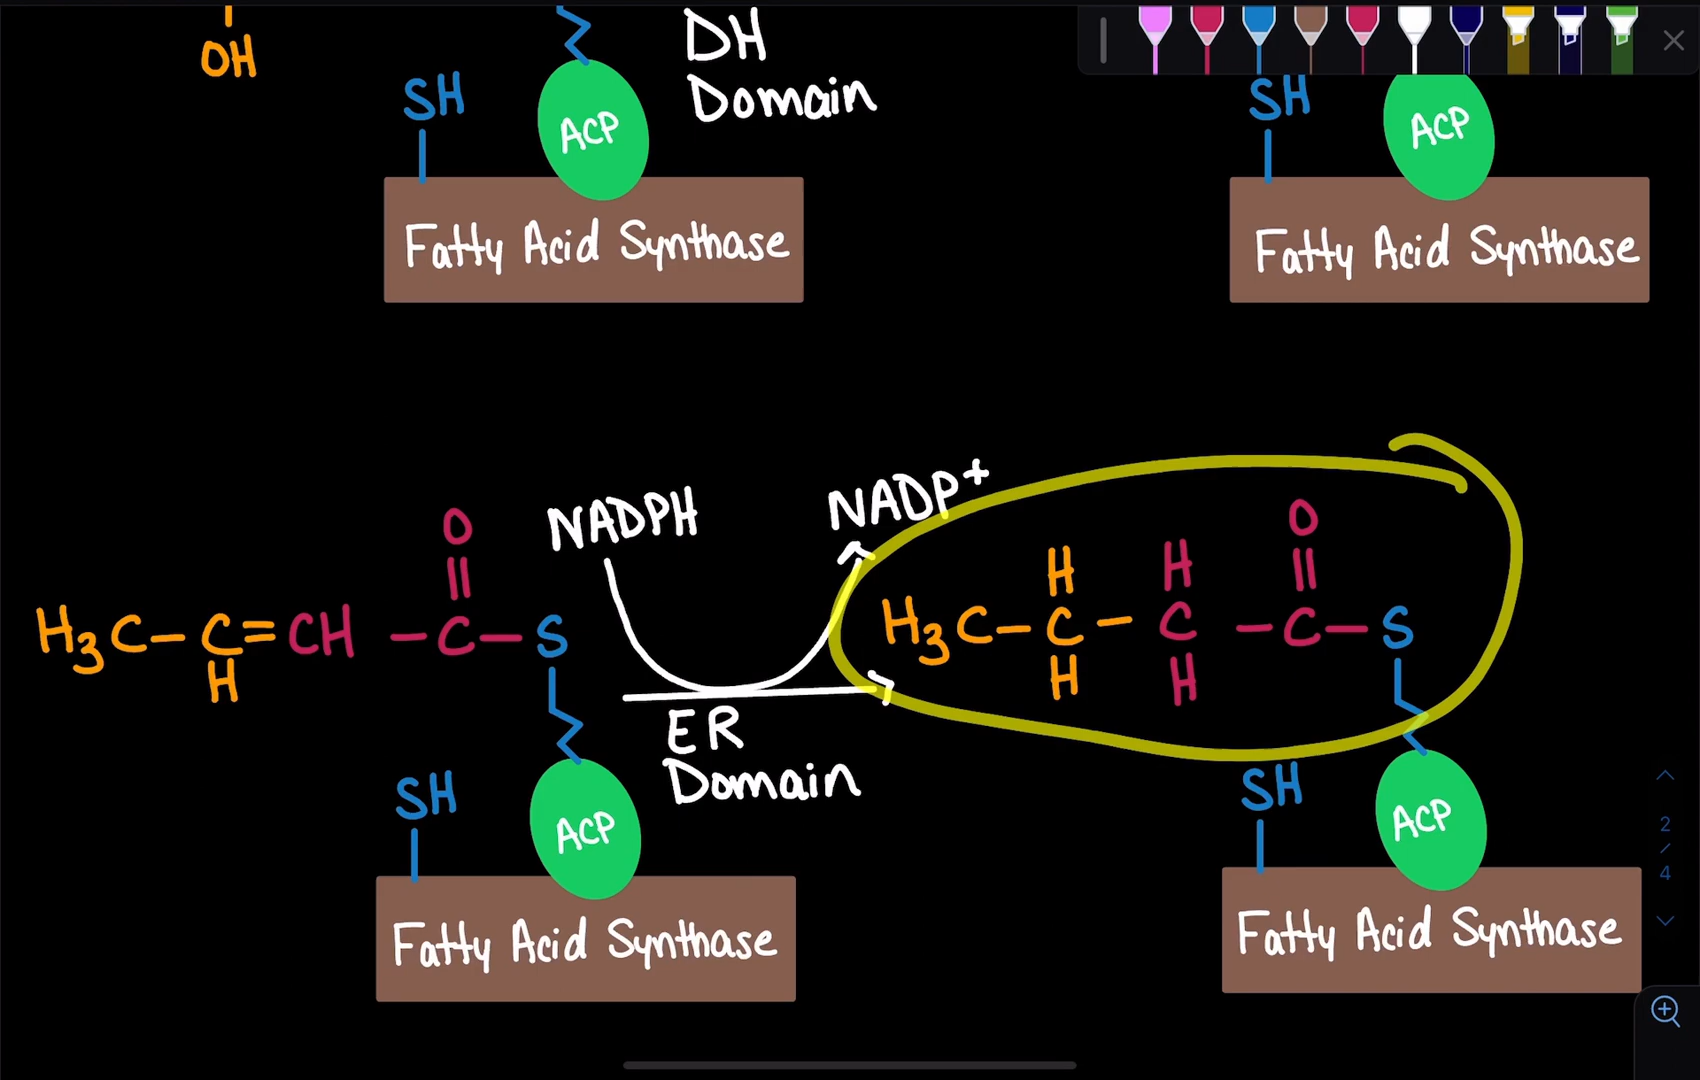 OH
DH
Domain
SH
ACP
Fatty Acid Synthase
SH
ACP
Fatty Acid Synthase
O
||
H3C-C=CH-C-S
H
NADPH
NADP+
ER
Domain
O
||
H H
H3C-C-C-C-S
H H
SH
ACP
Fatty Acid Synthase
SH
ACP
Fatty Acid Synthase
2
/
4